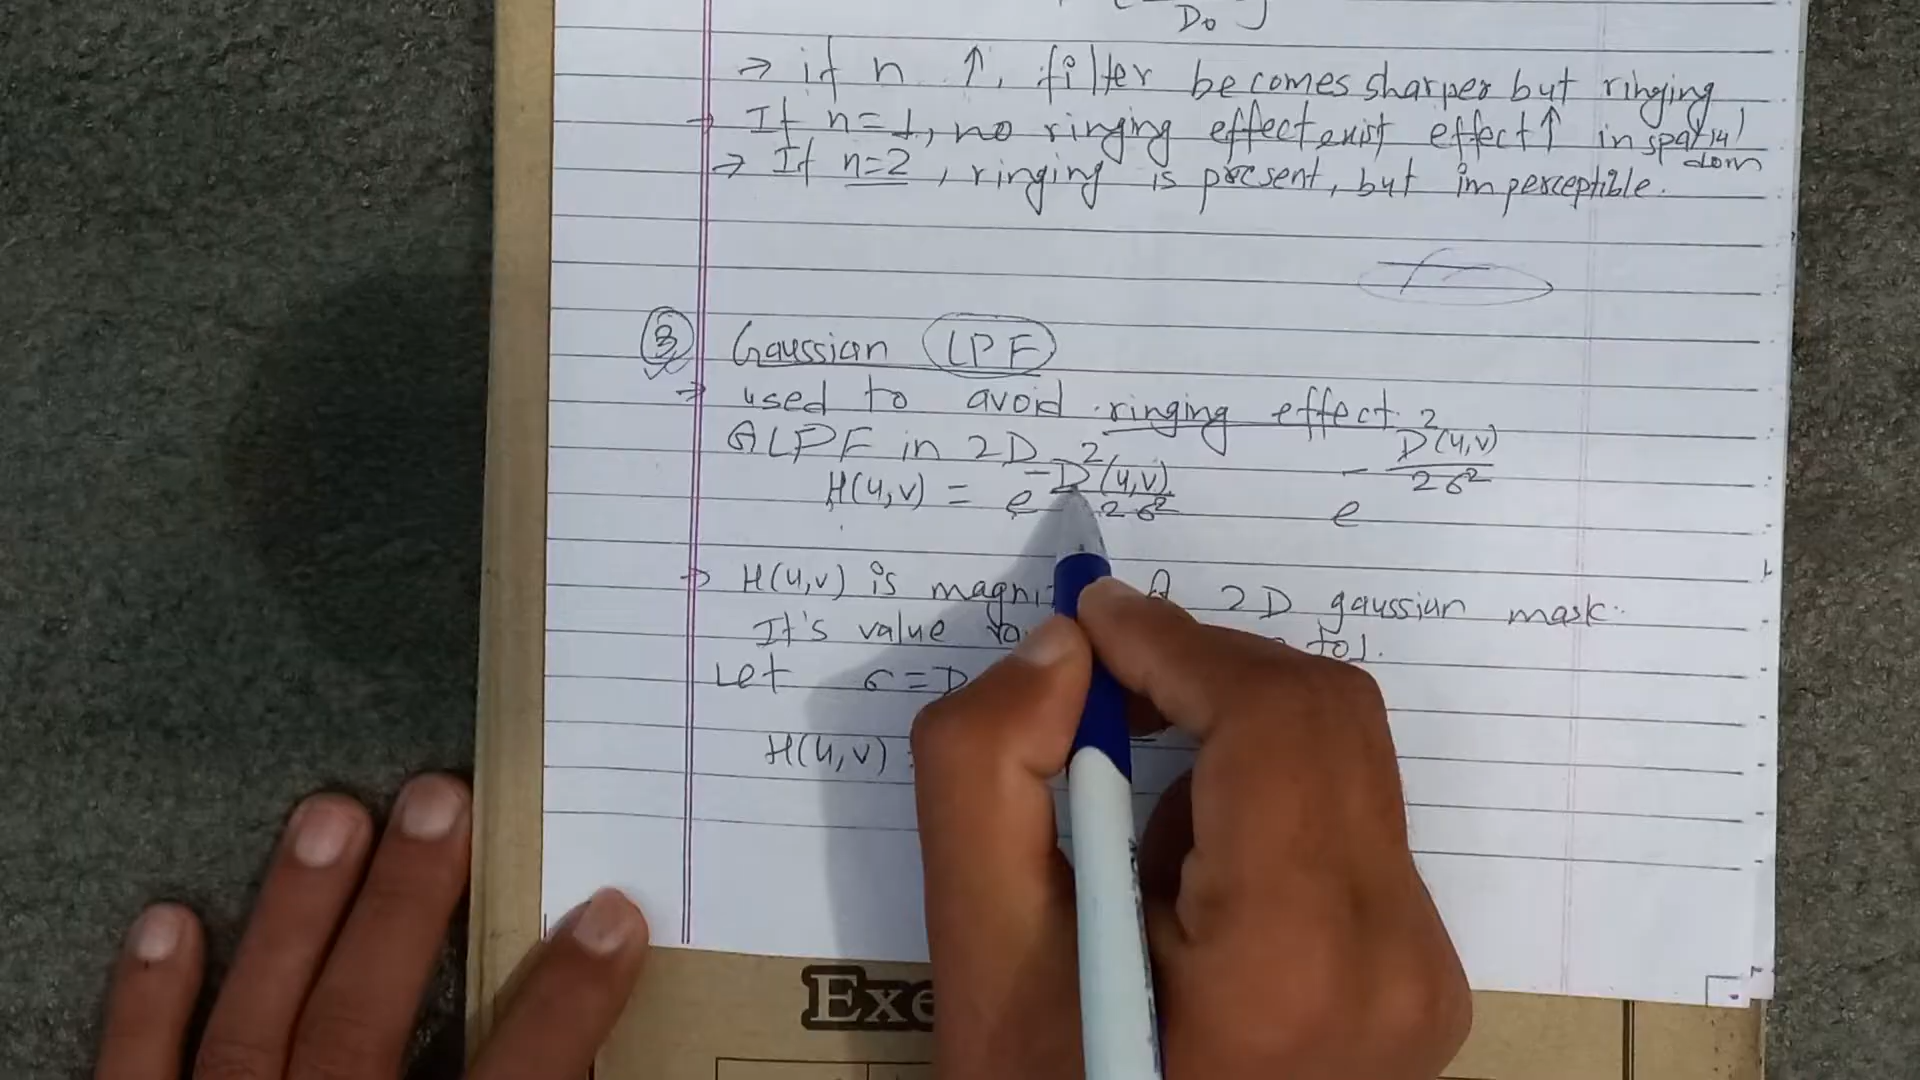 D₀ ]
→ if n ↑, filter becomes sharper but ringing
→ If n=1, no ringing effect exist effect↑ in spatial dom
→ If n=2, ringing is present, but imperceptible.
③ Gaussian LPF
→ used to avoid ringing effect.
GLPF in 2D
H(u,v) = e^(-D²(u,v)/2σ²) e^(-D²(u,v)/2σ²)
→ H(u,v) is 2D gaussian mask.
It's value to 1.
Let σ=D
H(u,v)